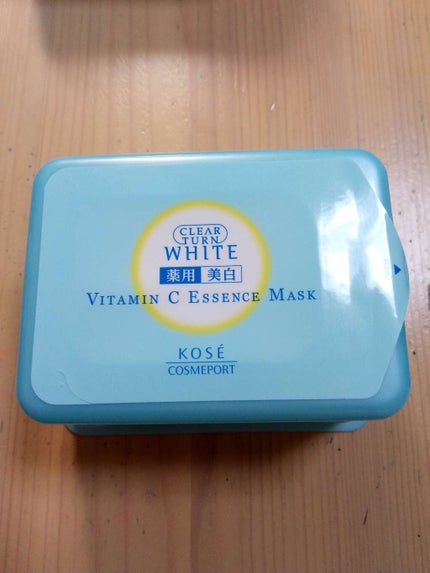 CLEAR
TURN
WHITE
薬用 美白
VITAMIN C ESSENCE MASK
KOSÉ
COSMEPORT